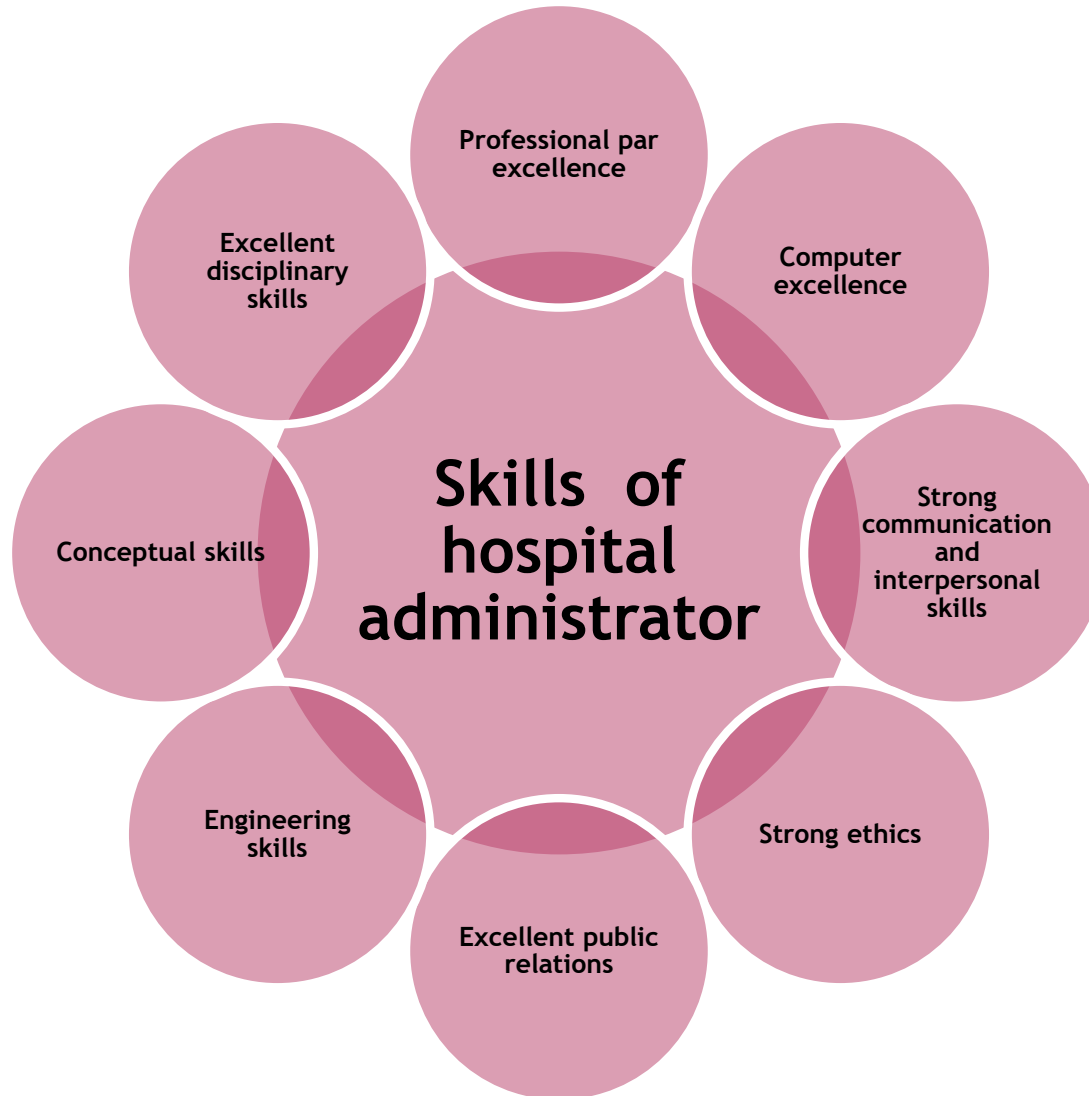 Skills of
hospital
administrator
Professional par
excellence
Computer
excellence
Strong
communication
and
interpersonal
skills
Strong ethics
Excellent public
relations
Engineering
skills
Conceptual skills
Excellent
disciplinary
skills